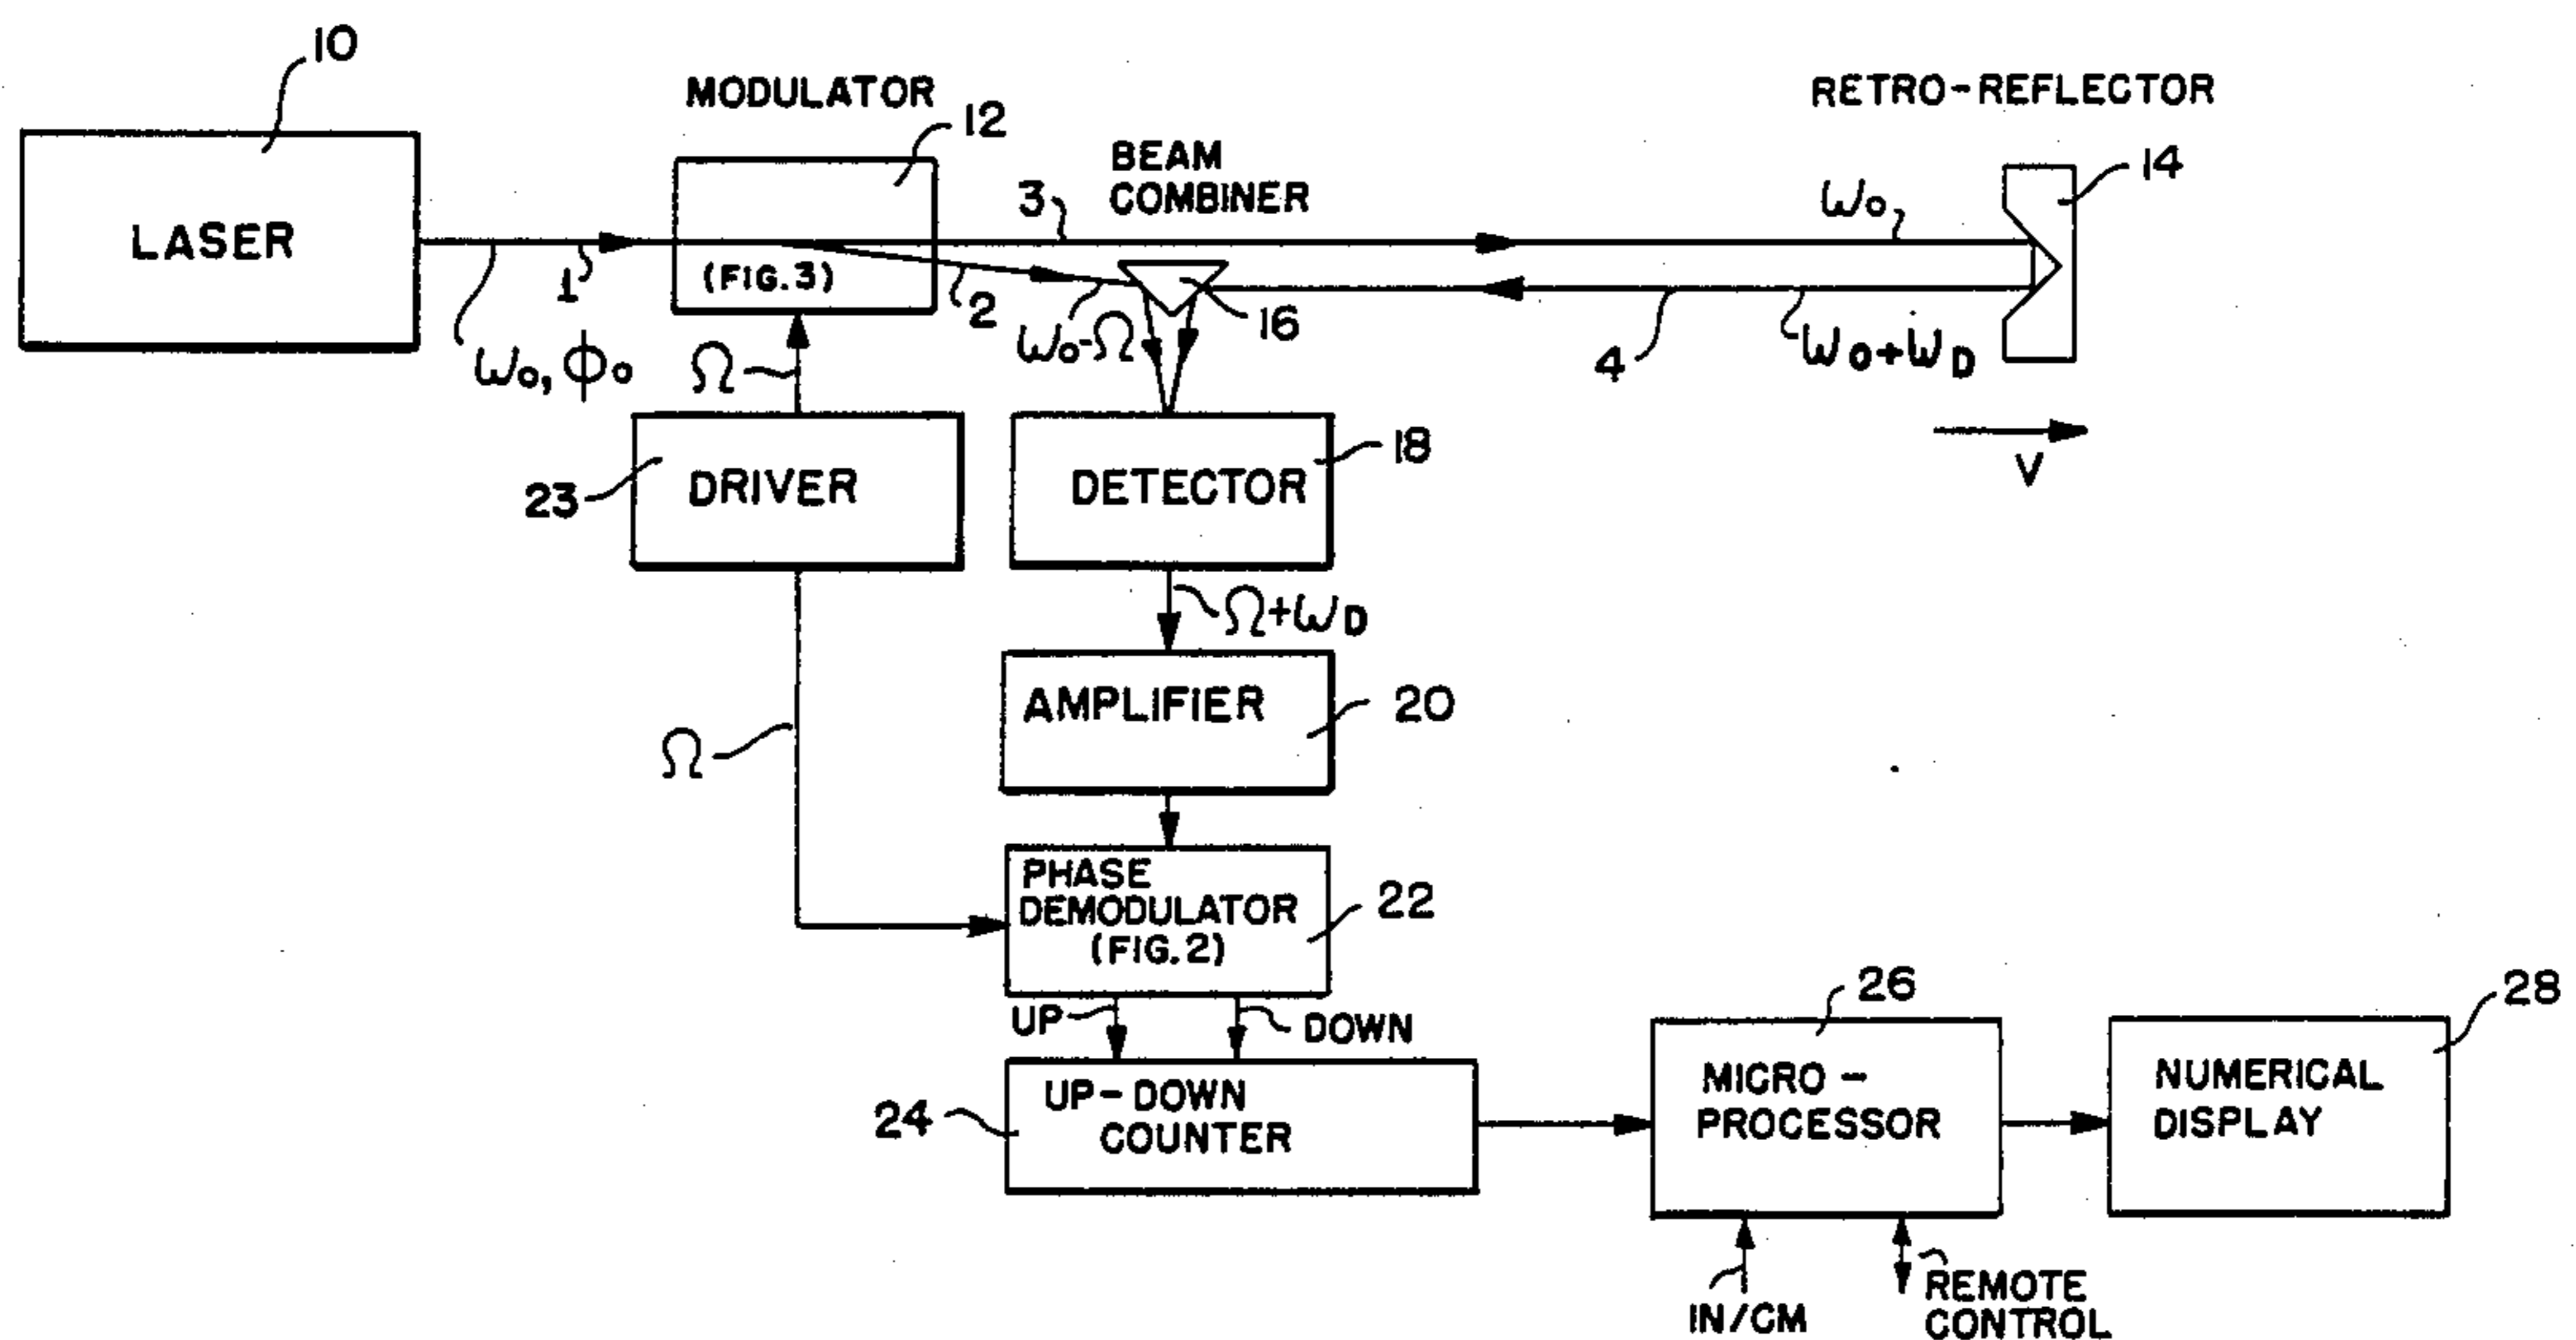 10
MODULATOR
12
RETRO-REFLECTOR
14
BEAM
COMBINER
LASER
1
ω₀, ϕ₀
(FIG. 3)
2
3
ω₀-Ω
16
ω₀
4
ω₀+ω_D
V
Ω
23
DRIVER
DETECTOR
18
Ω+ω_D
AMPLIFIER
20
Ω
PHASE
DEMODULATOR
(FIG. 2)
22
UP
DOWN
24
UP-DOWN
COUNTER
26
MICRO-
PROCESSOR
28
NUMERICAL
DISPLAY
IN/CM
REMOTE
CONTROL